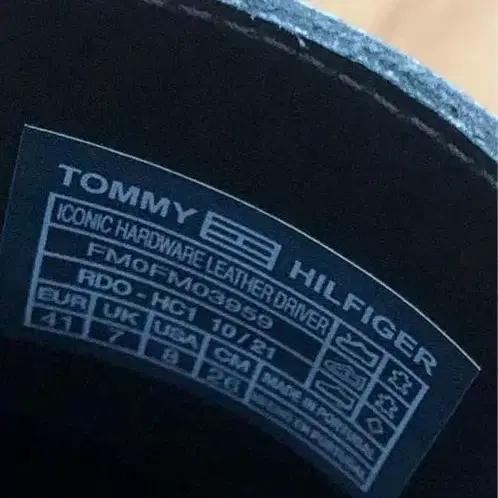 TOMMY HILFIGER
ICONIC HARDWARE LEATHER DRIVER
FM0FM03959
RDO - HC1 10/21
EUR UK USA CM
41 7 8 26
MADE IN PORTUGAL